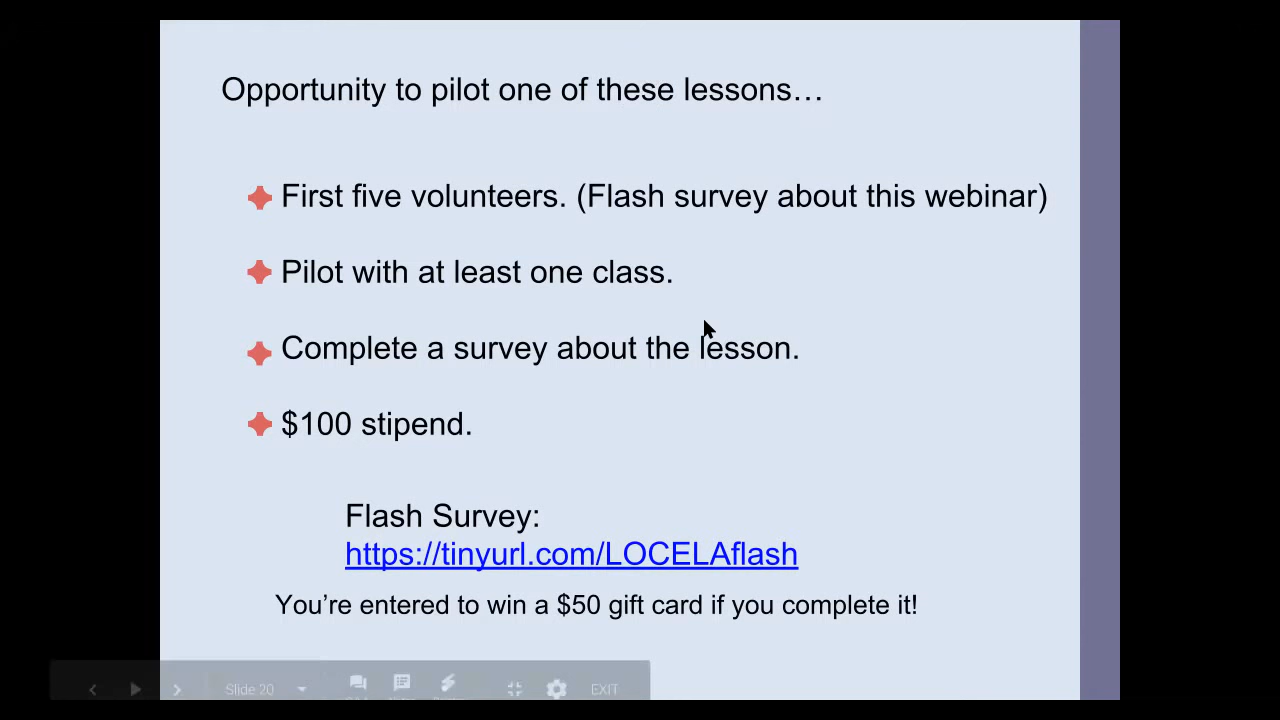 Opportunity to pilot one of these lessons…
First five volunteers. (Flash survey about this webinar)
Pilot with at least one class.
Complete a survey about the lesson.
$100 stipend.
Flash Survey:
https://tinyurl.com/LOCELAflash
You’re entered to win a $50 gift card if you complete it!
Slide 20 EXIT